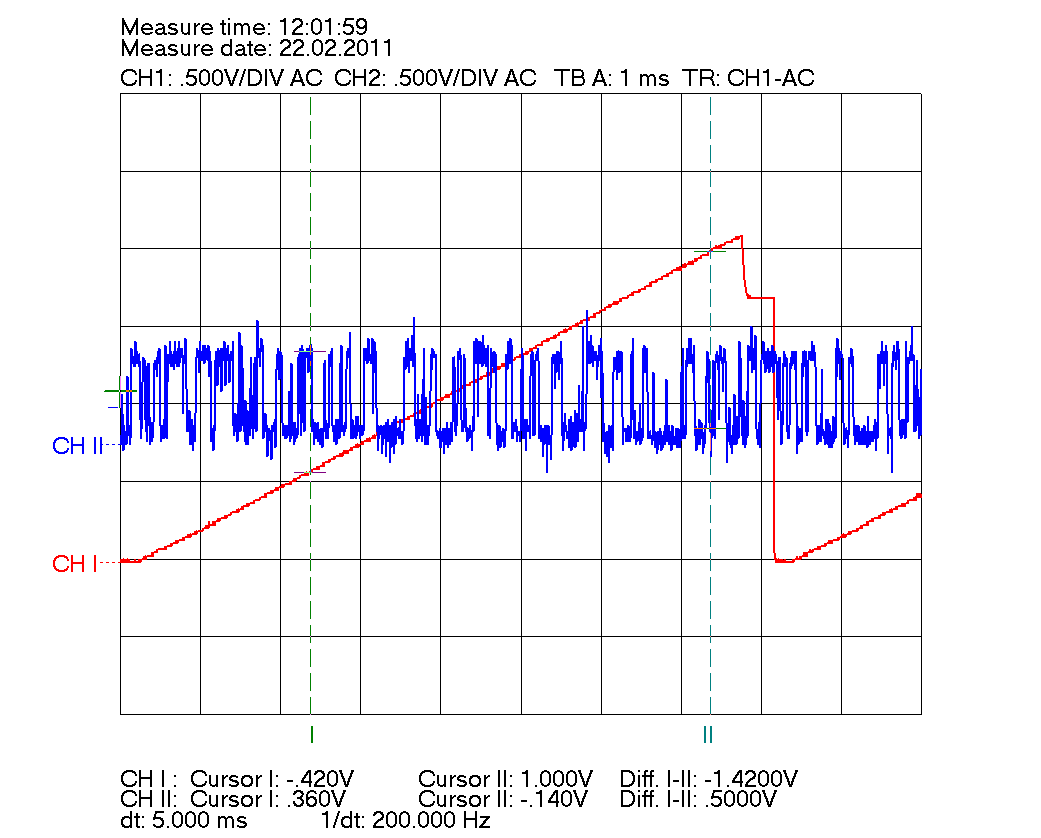 Measure time: 12:01:59
Measure date: 22.02.2011
CH1: .500V/DIV AC CH2: .500V/DIV AC TB A: 1 ms TR: CH1-AC
CH II
CH I
I II
CH I : Cursor I: -.420V Cursor II: 1.000V Diff. I-II: -1.4200V
CH II: Cursor I: .360V Cursor II: -.140V Diff. I-II: .5000V
dt: 5.000 ms 1/dt: 200.000 Hz